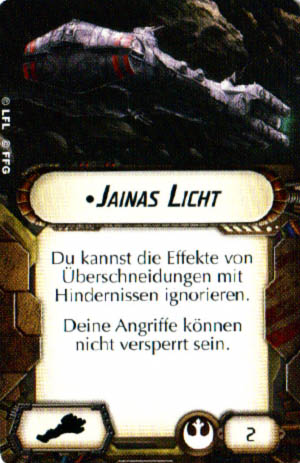 © LFL © FFG
•Jainas Licht
Du kannst die Effekte von
Überschneidungen mit
Hindernissen ignorieren.
Deine Angriffe können
nicht versperrt sein.
2